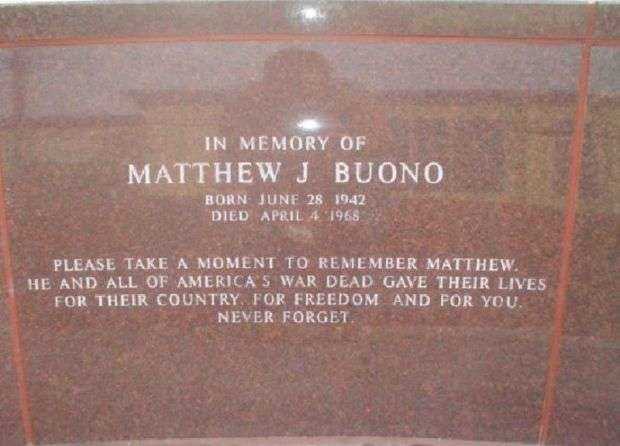 IN MEMORY OF
MATTHEW J BUONO
BORN JUNE 28 1942
DIED APRIL 4 1968
PLEASE TAKE A MOMENT TO REMEMBER MATTHEW.
HE AND ALL OF AMERICA'S WAR DEAD GAVE THEIR LIVES
FOR THEIR COUNTRY. FOR FREEDOM AND FOR YOU.
NEVER FORGET.